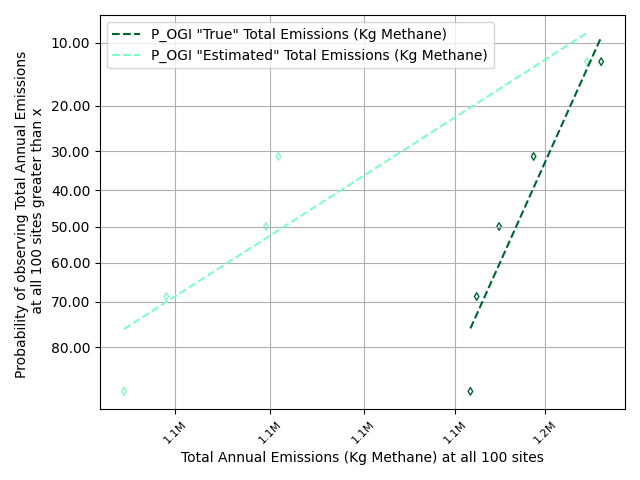 P_OGI "True" Total Emissions (Kg Methane)
P_OGI "Estimated" Total Emissions (Kg Methane)
Probability of observing Total Annual Emissions
at all 100 sites greater than x
10.00
20.00
30.00
40.00
50.00
60.00
70.00
80.00
1.1M
1.1M
1.1M
1.1M
1.2M
Total Annual Emissions (Kg Methane) at all 100 sites